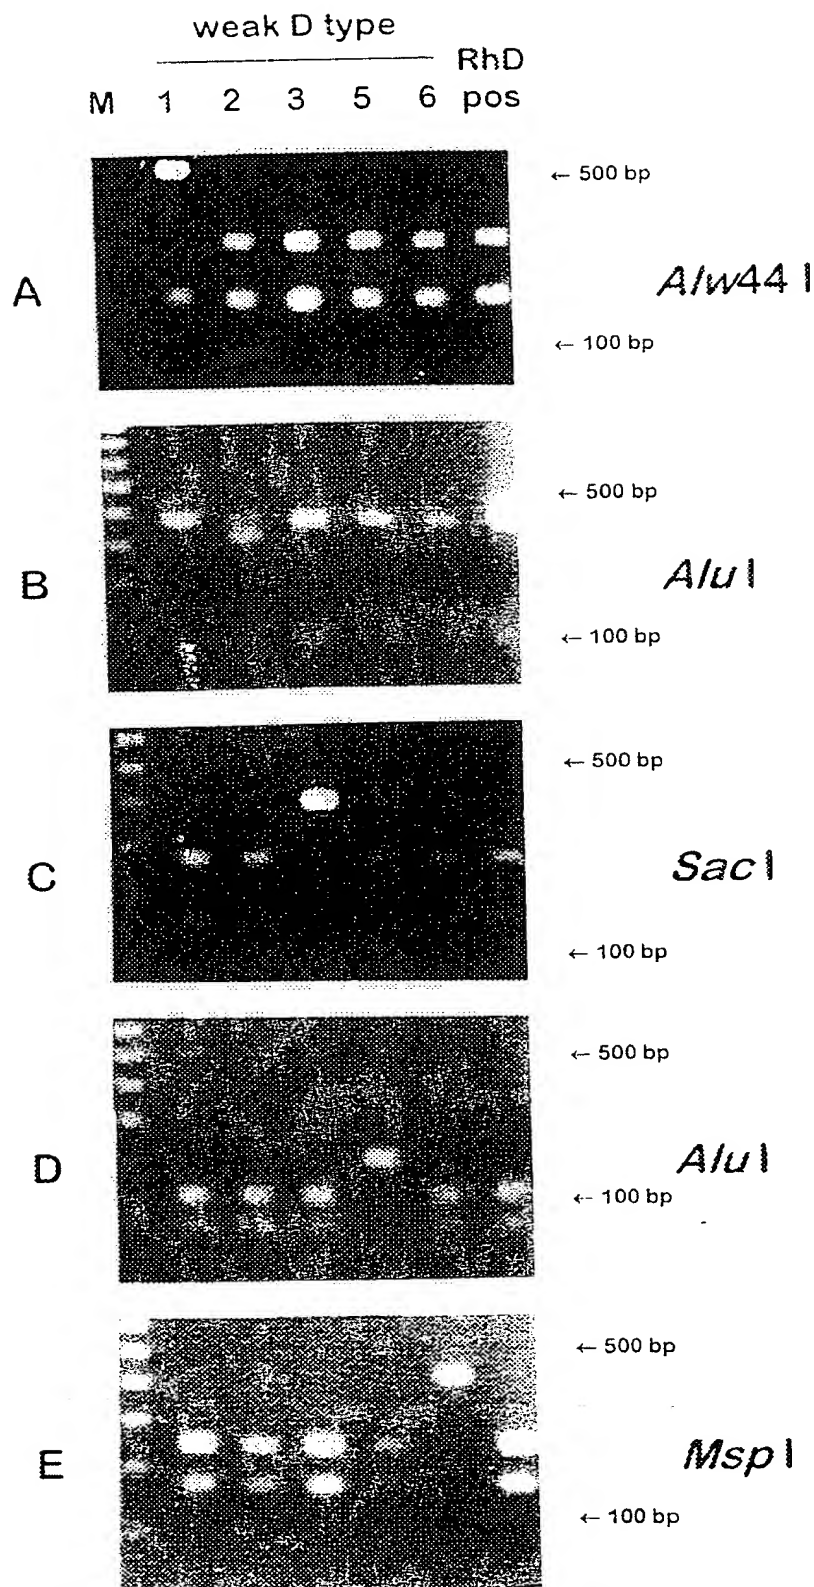 weak D type
M 1 2 3 5 6 RhD pos
← 500 bp
A Alw44 I
← 100 bp
← 500 bp
B Alu I
← 100 bp
← 500 bp
C Sac I
← 100 bp
← 500 bp
D Alu I
← 100 bp
← 500 bp
E Msp I
← 100 bp